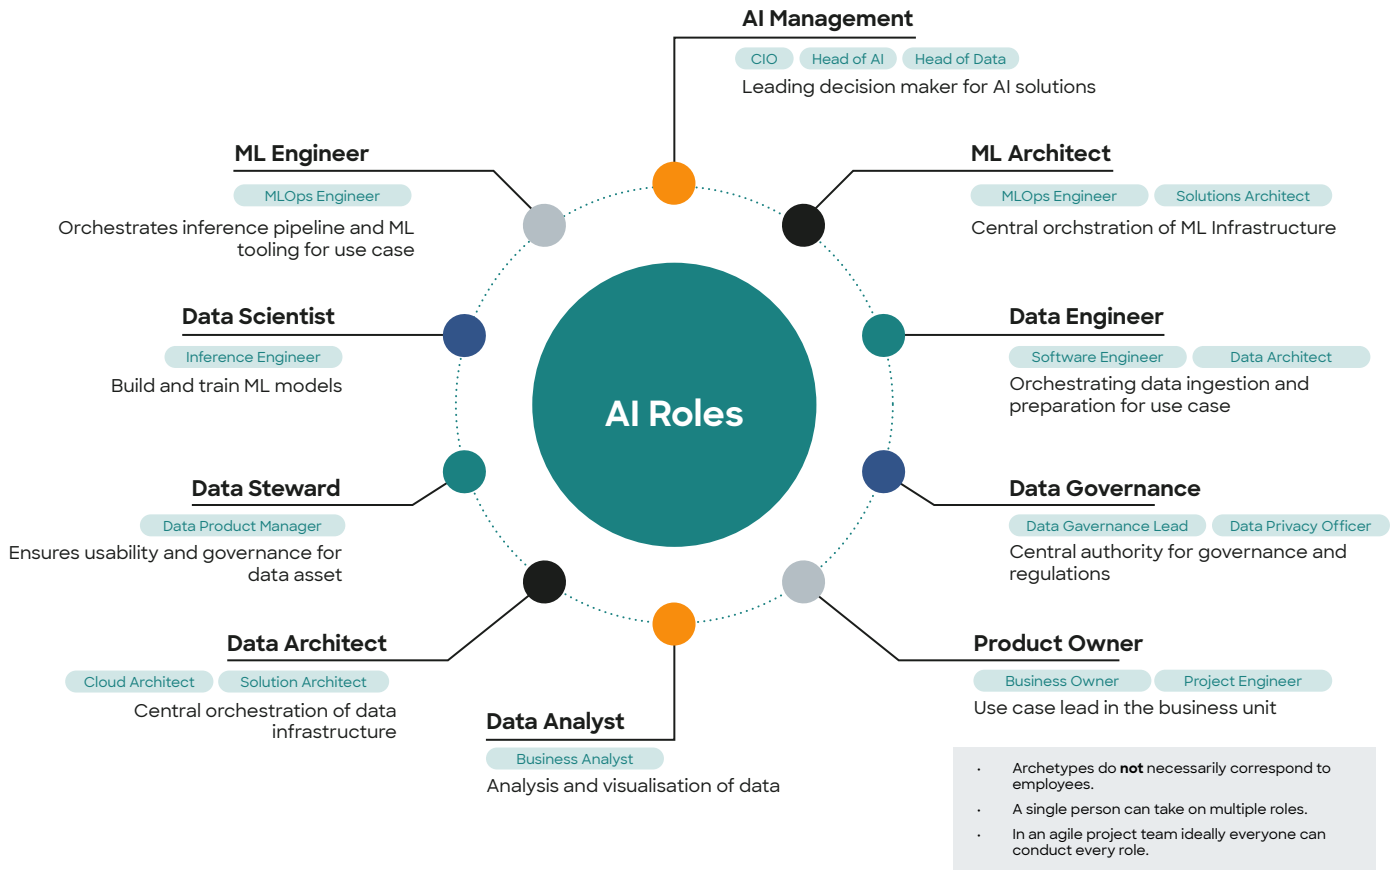 AI Management
CIO
Head of AI
Head of Data
Leading decision maker for AI solutions
ML Engineer
MLOps Engineer
Orchestrates inference pipeline and ML
tooling for use case
ML Architect
MLOps Engineer
Solutions Architect
Central orchstration of ML Infrastructure
Data Scientist
Inference Engineer
Build and train ML models
Data Engineer
Software Engineer
Data Architect
Orchestrating data ingestion and
preparation for use case
AI Roles
Data Steward
Data Product Manager
Ensures usability and governance for
data asset
Data Governance
Data Gavernance Lead
Data Privacy Officer
Central authority for governance and
regulations
Data Architect
Cloud Architect
Solution Architect
Central orchestration of data
infrastructure
Product Owner
Business Owner
Project Engineer
Use case lead in the business unit
Data Analyst
Business Analyst
Analysis and visualisation of data
· Archetypes do not necessarily correspond to
employees.
· A single person can take on multiple roles.
· In an agile project team ideally everyone can
conduct every role.